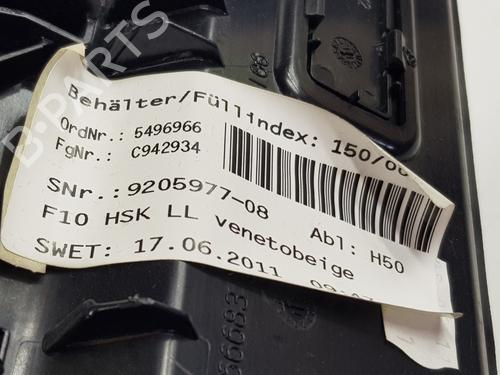 Behälter/Füllindex: 150/00
OrdNr.: 5496966
FgNr.: C942934
SNr.: 9205977-08 Abl: H50
F10 HSK LL venetobeige
SWET: 17.06.2011
B-PARTS